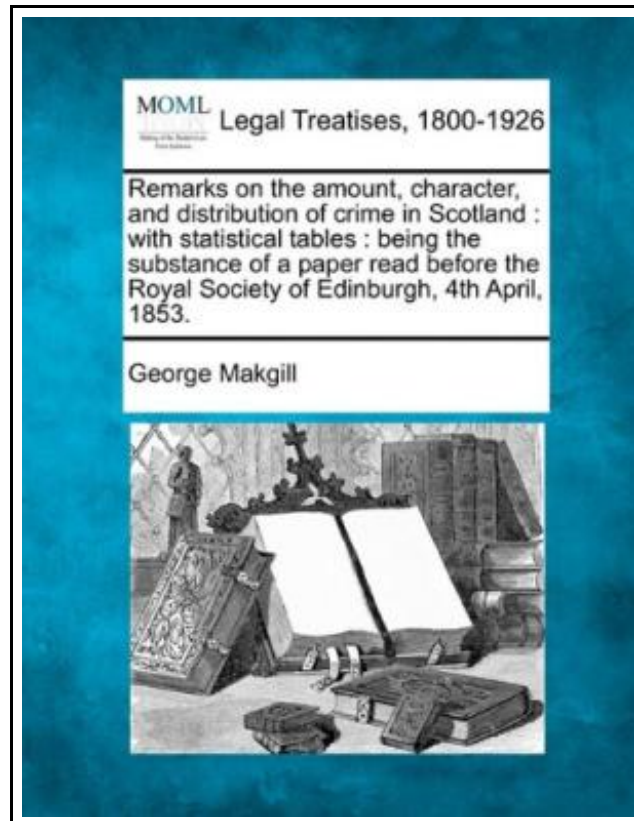 MOML
Legal Treatises, 1800-1926
Remarks on the amount, character,
and distribution of crime in Scotland :
with statistical tables : being the
substance of a paper read before the
Royal Society of Edinburgh, 4th April,
1853.
George Makgill